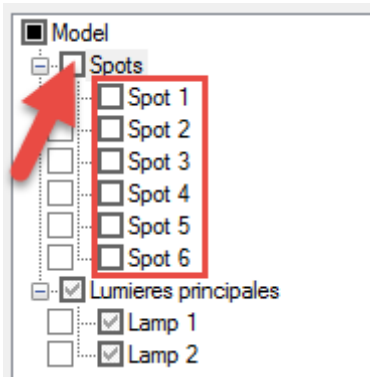 Model
Spots
Spot 1
Spot 2
Spot 3
Spot 4
Spot 5
Spot 6
Lumieres principales
Lamp 1
Lamp 2